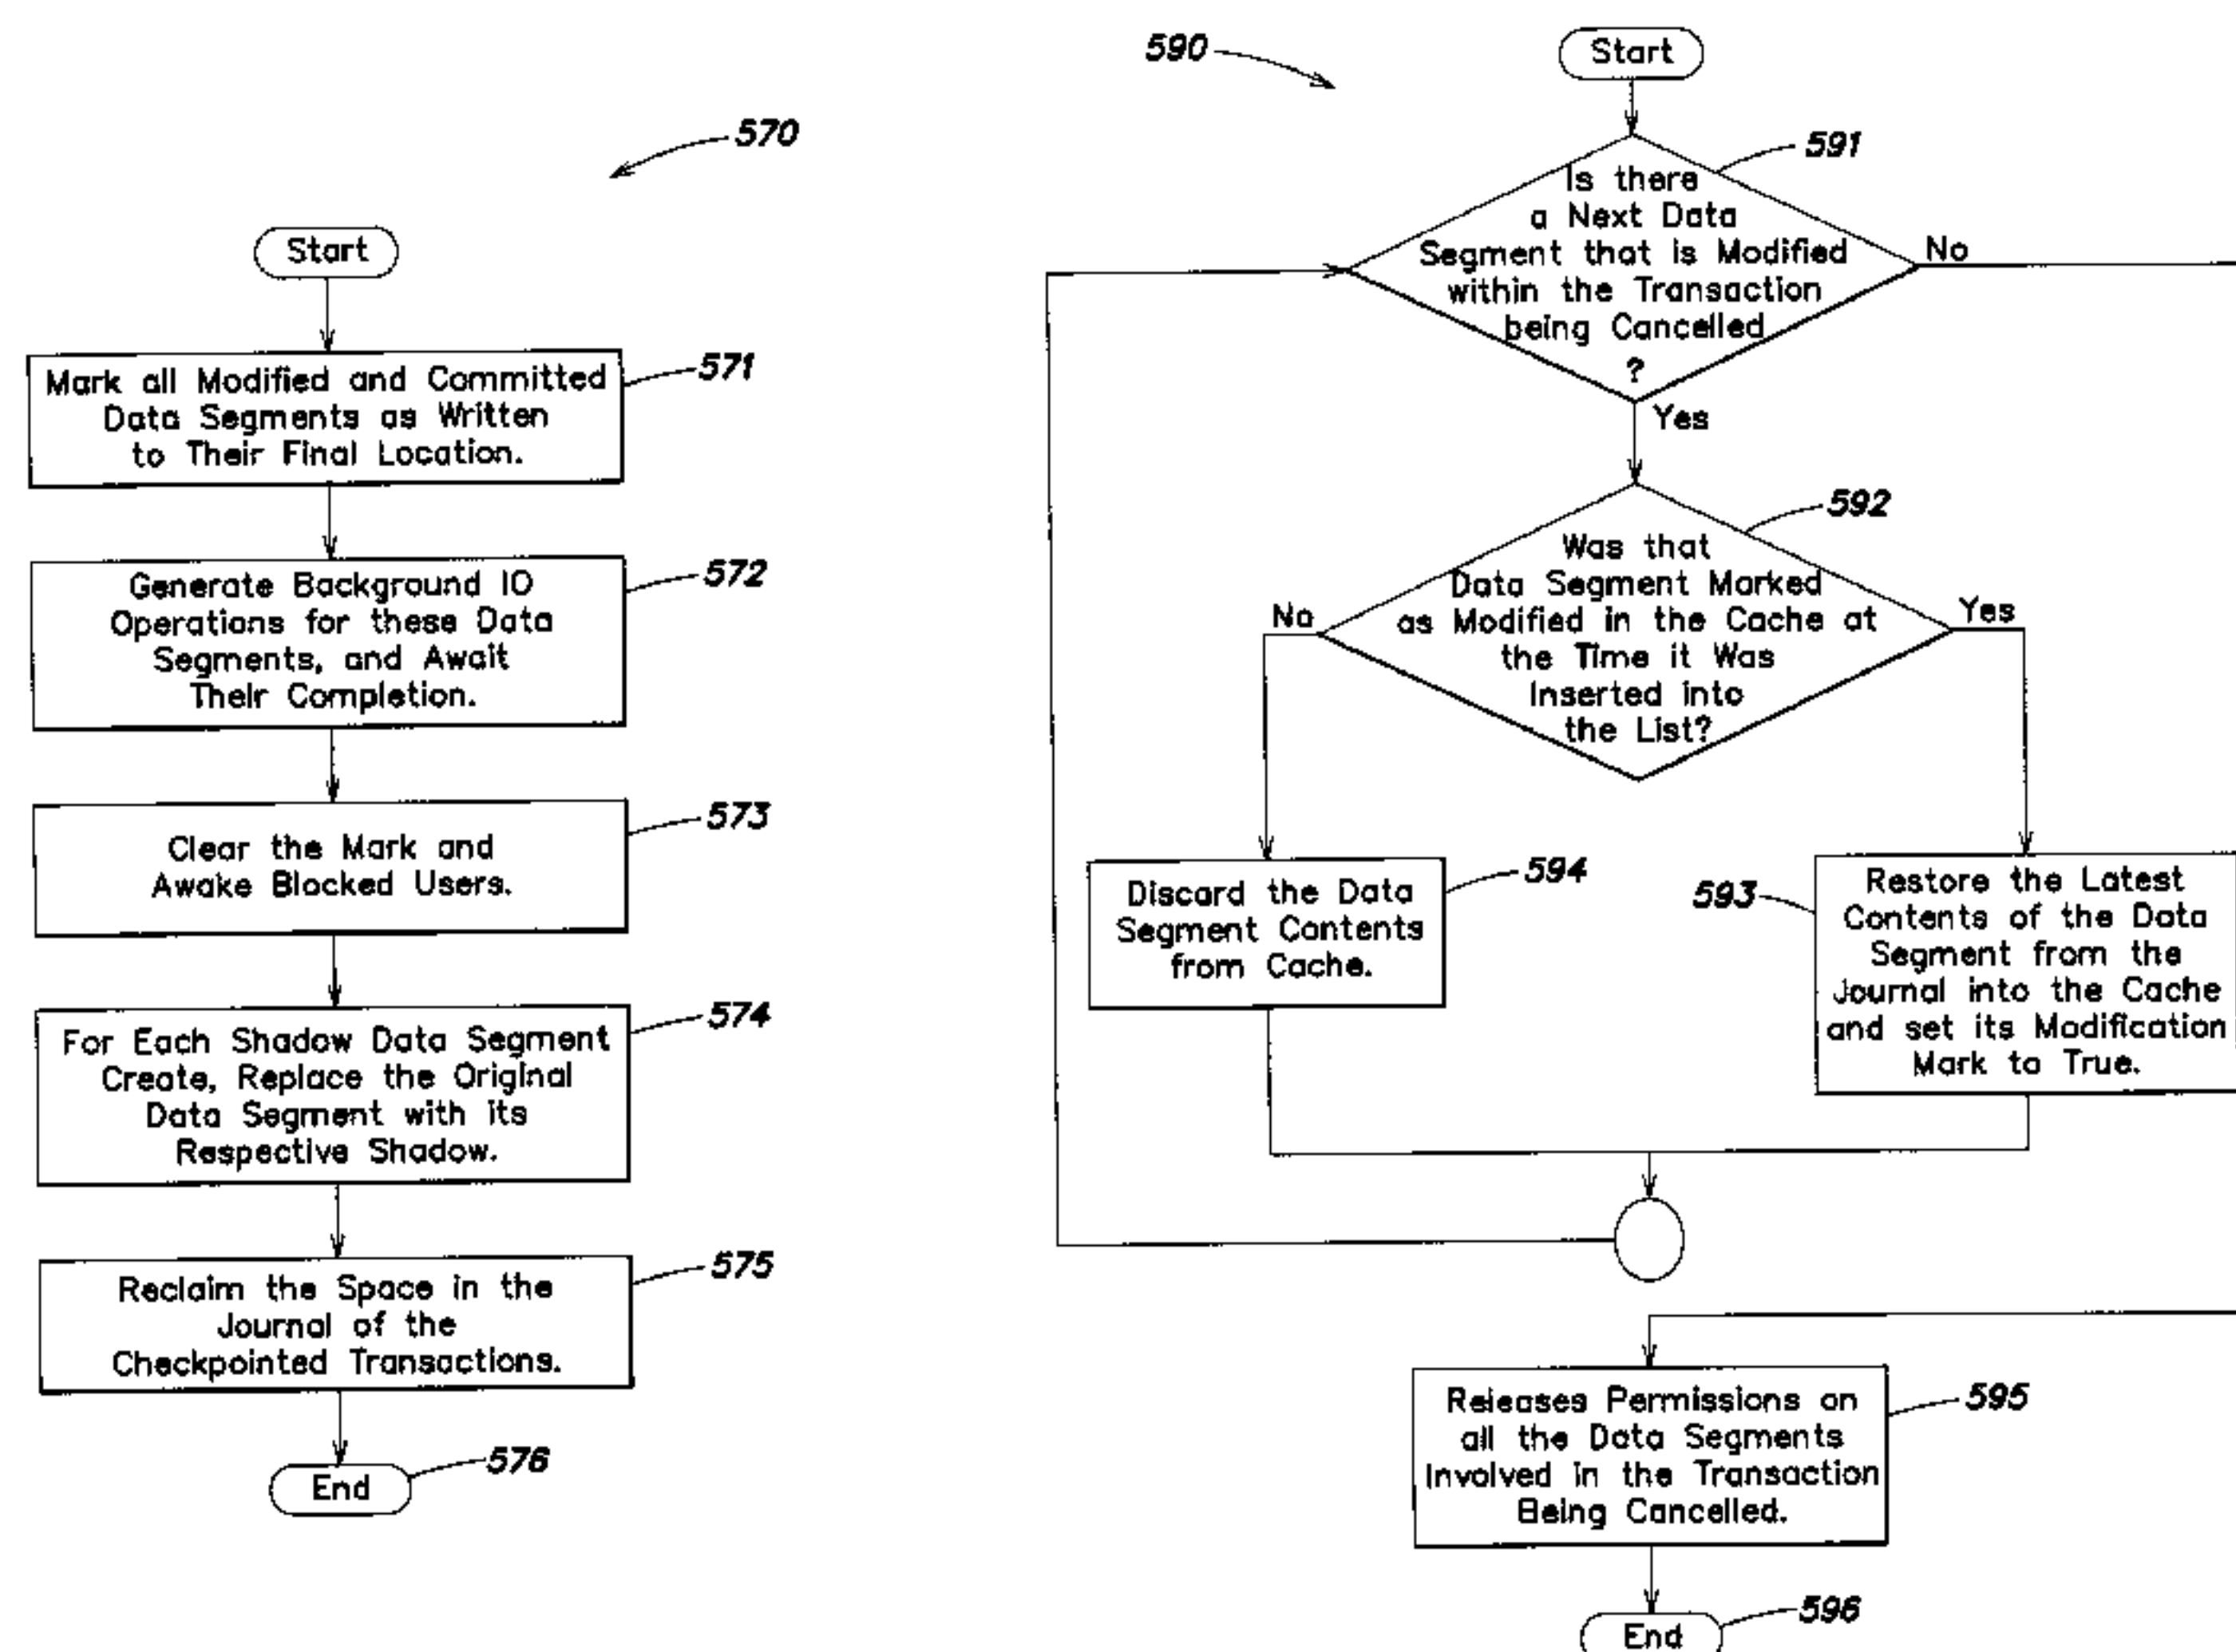 570
Start
Mark all Modified and Committed
Data Segments as Written
to Their Final Location.
571
Generate Background IO
Operations for these Data
Segments, and Await
Their Completion.
572
Clear the Mark and
Awake Blocked Users.
573
For Each Shadow Data Segment
Create, Replace the Original
Data Segment with its
Respective Shadow.
574
Reclaim the Space in the
Journal of the
Checkpointed Transactions.
575
End
576
590
Start
591
Is there
a Next Data
Segment that is Modified
within the Transaction
being Cancelled
?
No
Yes
592
Was that
Data Segment Marked
as Modified in the Cache at
the Time it Was
Inserted into
the List?
No
Yes
Discard the Data
Segment Contents
from Cache.
594
593
Restore the Latest
Contents of the Data
Segment from the
Journal into the Cache
and set its Modification
Mark to True.
Releases Permissions on
all the Data Segments
Involved in the Transaction
Being Cancelled.
595
End
596